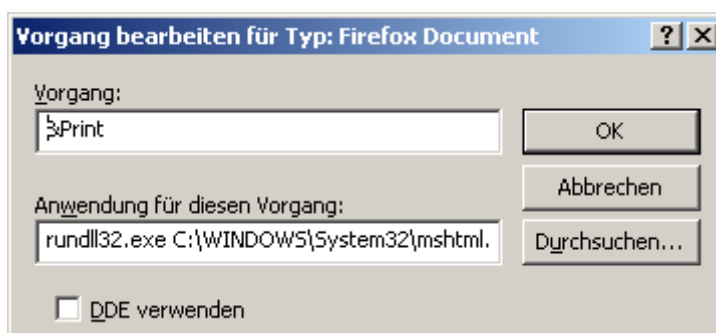 Vorgang bearbeiten für Typ: Firefox Document
Vorgang:
&Print
OK
Abbrechen
Anwendung für diesen Vorgang:
rundll32.exe C:\WINDOWS\System32\mshtml.
Durchsuchen...
DDE verwenden